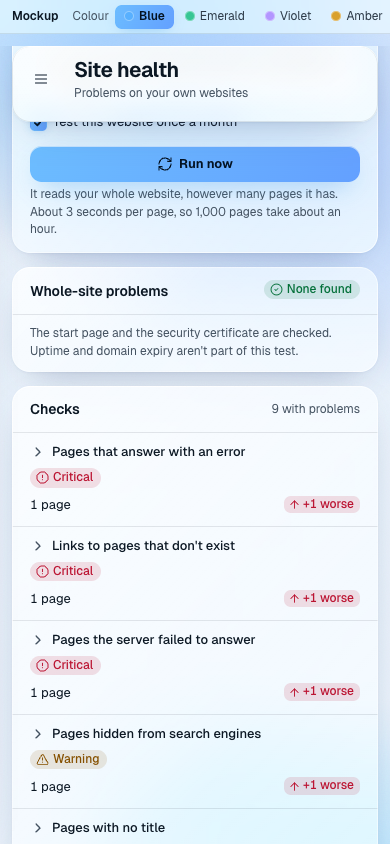 Mockup Colour Blue Emerald Violet Amber
Site health
Problems on your own websites
Test this website once a month
Run now
It reads your whole website, however many pages it has.
About 3 seconds per page, so 1,000 pages take about an
hour.
Whole-site problems None found
The start page and the security certificate are checked.
Uptime and domain expiry aren't part of this test.
Checks 9 with problems
Pages that answer with an error
Critical
1 page +1 worse
Links to pages that don't exist
Critical
1 page +1 worse
Pages the server failed to answer
Critical
1 page +1 worse
Pages hidden from search engines
Warning
1 page +1 worse
Pages with no title